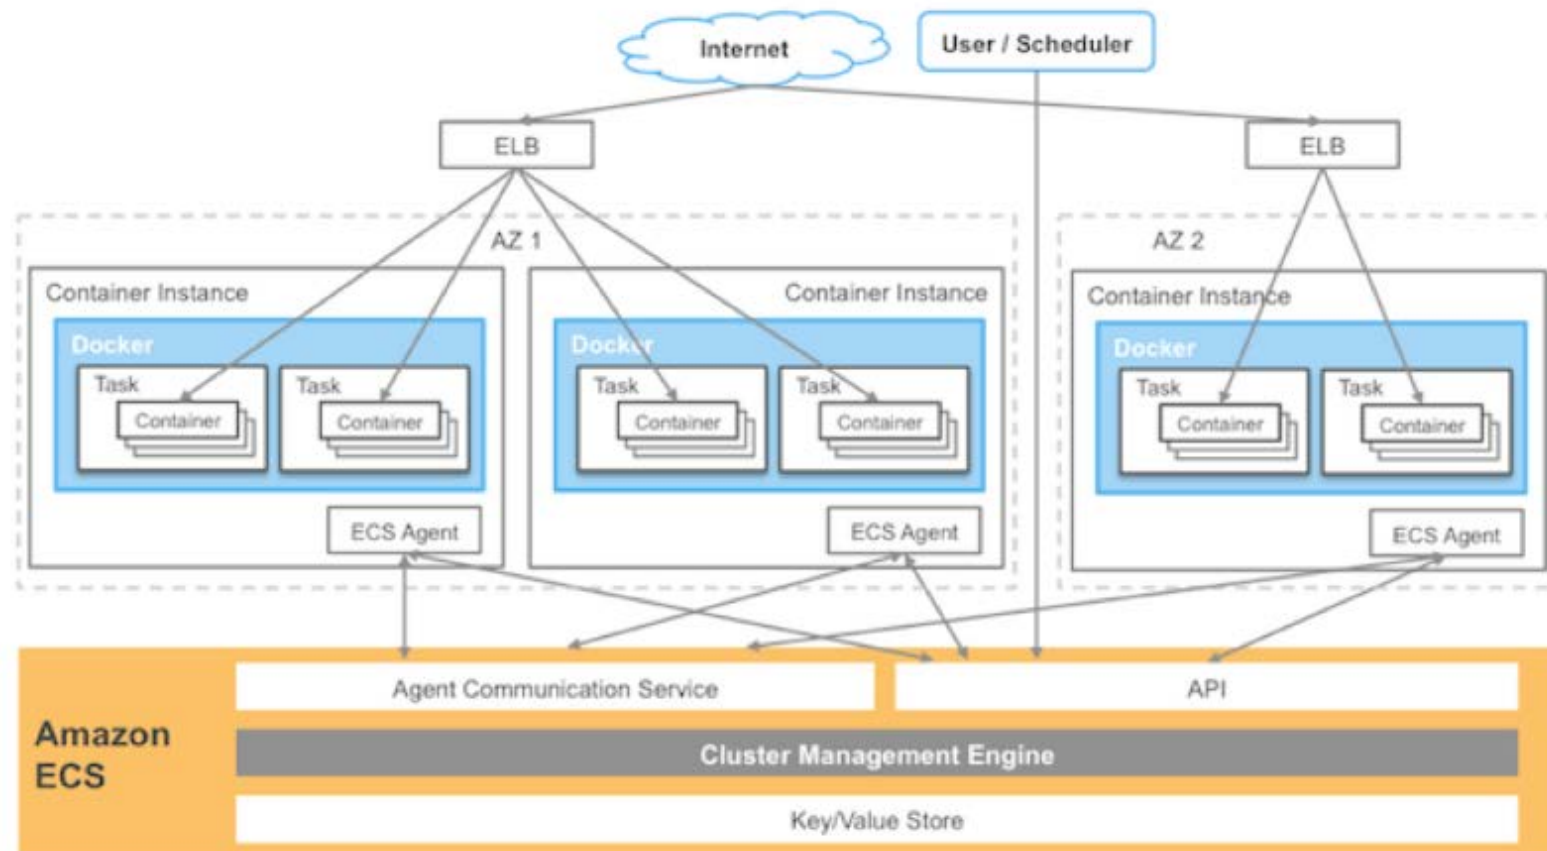 Internet
User / Scheduler
ELB
ELB
AZ 1
AZ 2
Container Instance
Container Instance
Container Instance
Docker
Docker
Docker
Task
Task
Task
Task
Task
Task
Container
Container
Container
Container
Container
Container
ECS Agent
ECS Agent
ECS Agent
Amazon
ECS
Agent Communication Service
API
Cluster Management Engine
Key/Value Store